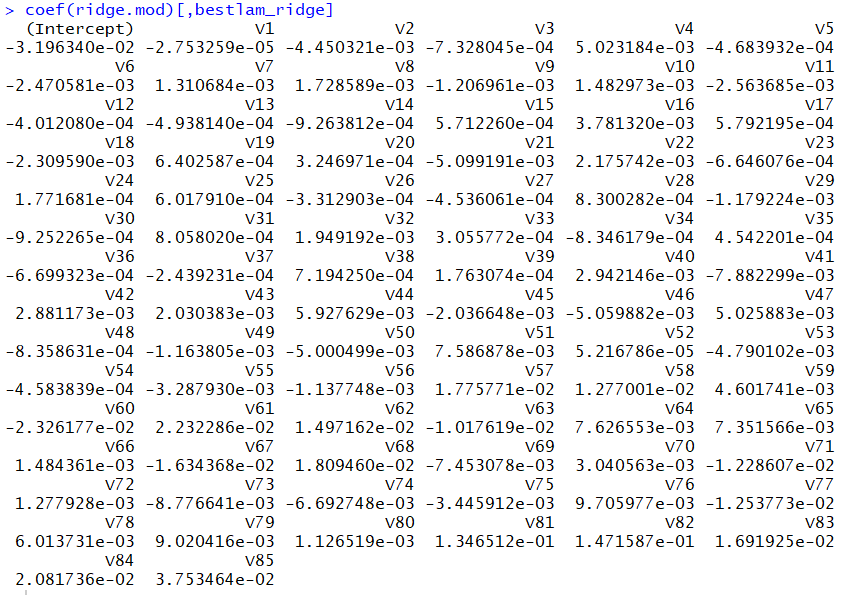 > coef(ridge.mod)[,bestlam_ridge]
(Intercept) V1 V2 V3 V4 V5
-3.196340e-02 -2.753259e-05 -4.450321e-03 -7.328045e-04 5.023184e-03 -4.683932e-04
V6 V7 V8 V9 V10 V11
-2.470581e-03 1.310684e-03 1.728589e-03 -1.206961e-03 1.482973e-03 -2.563685e-03
V12 V13 V14 V15 V16 V17
-4.012080e-04 -4.938140e-04 -9.263812e-04 5.712260e-04 3.781320e-03 5.792195e-04
V18 V19 V20 V21 V22 V23
-2.309590e-03 6.402587e-04 3.246971e-04 -5.099191e-03 2.175742e-03 -6.646076e-04
V24 V25 V26 V27 V28 V29
1.771681e-04 6.017910e-04 -3.312903e-04 -4.536061e-04 8.300282e-04 -1.179224e-03
V30 V31 V32 V33 V34 V35
-9.252265e-04 8.058020e-04 1.949192e-03 3.055772e-04 -8.346179e-04 4.542201e-04
V36 V37 V38 V39 V40 V41
-6.699323e-04 -2.439231e-04 7.194250e-04 1.763074e-04 2.942146e-03 -7.882299e-03
V42 V43 V44 V45 V46 V47
2.881173e-03 2.030383e-03 5.927629e-03 -2.036648e-03 -5.059882e-03 5.025883e-03
V48 V49 V50 V51 V52 V53
-8.358631e-04 -1.163805e-03 -5.000499e-03 7.586878e-03 5.216786e-05 -4.790102e-03
V54 V55 V56 V57 V58 V59
-4.583839e-04 -3.287930e-03 -1.137748e-03 1.775771e-02 1.277001e-02 4.601741e-03
V60 V61 V62 V63 V64 V65
-2.326177e-02 2.232286e-02 1.497162e-02 -1.017619e-02 7.626553e-03 7.351566e-03
V66 V67 V68 V69 V70 V71
1.484361e-03 -1.634368e-02 1.809460e-02 -7.453078e-03 3.040563e-03 -1.228607e-02
V72 V73 V74 V75 V76 V77
1.277928e-03 -8.776641e-03 -6.692748e-03 -3.445912e-03 9.705977e-03 -1.253773e-02
V78 V79 V80 V81 V82 V83
6.013731e-03 9.020416e-03 1.126519e-03 1.346512e-01 1.471587e-01 1.691925e-02
V84 V85
2.081736e-02 3.753464e-02